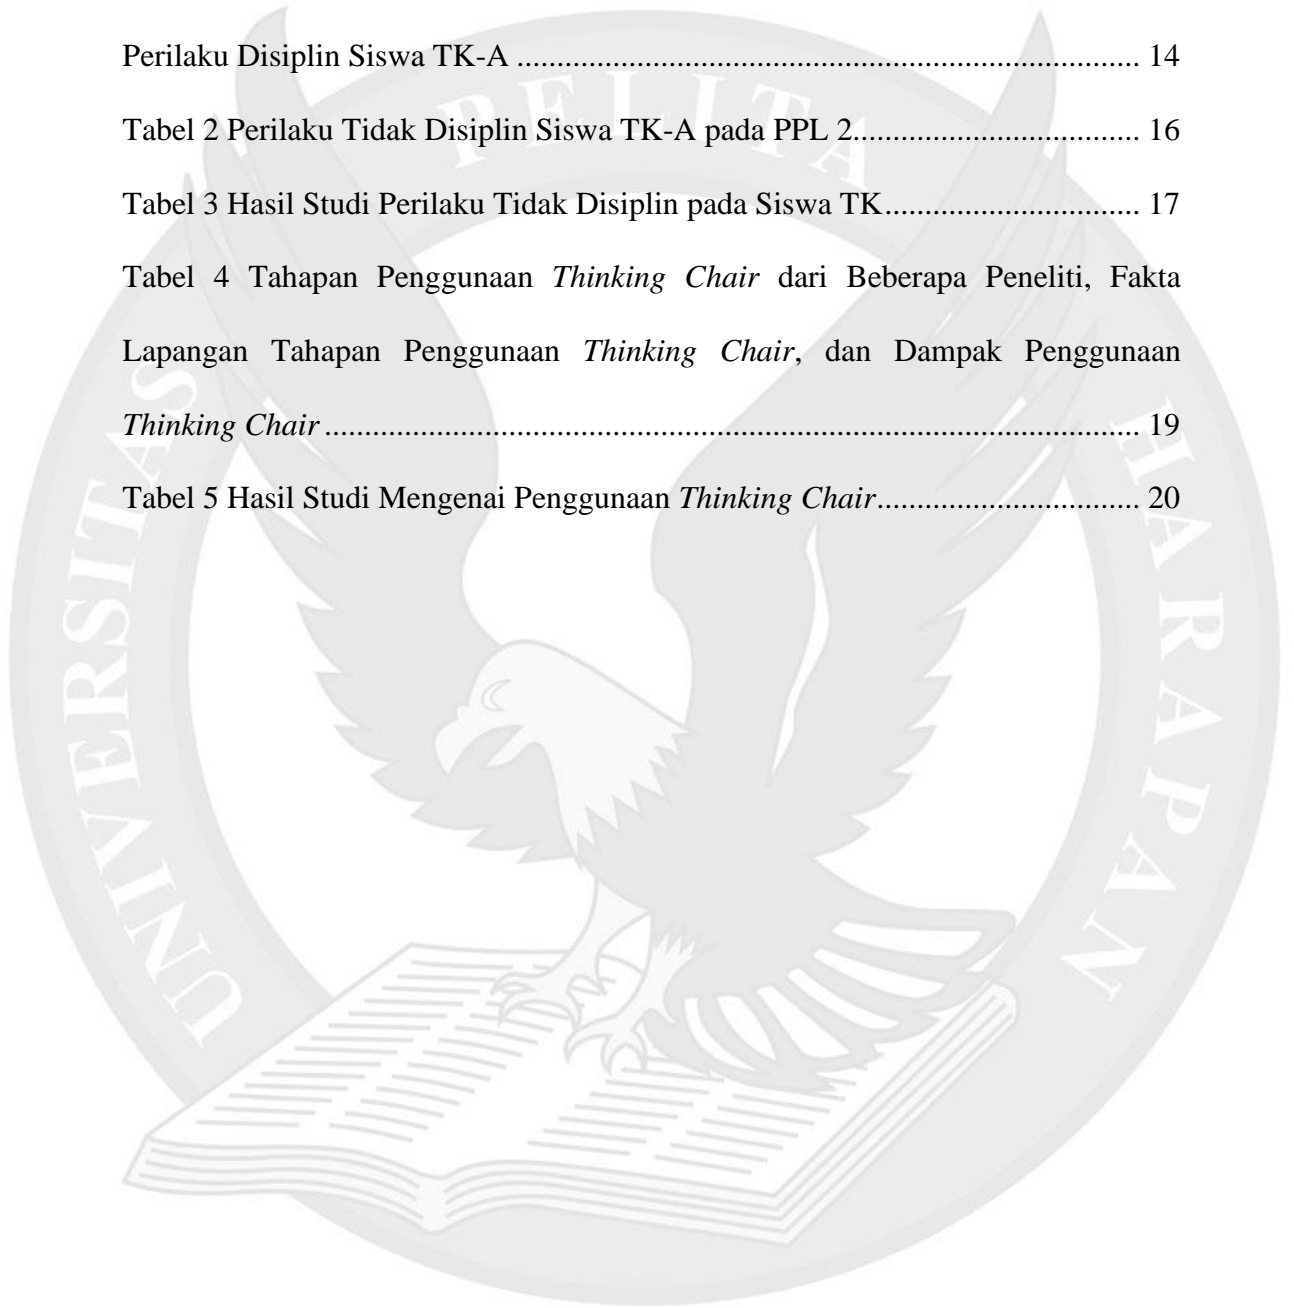 Perilaku Disiplin Siswa TK-A ............................................................................. 14
Tabel 2 Perilaku Tidak Disiplin Siswa TK-A pada PPL 2.................................... 16
Tabel 3 Hasil Studi Perilaku Tidak Disiplin pada Siswa TK................................ 17
Tabel 4 Tahapan Penggunaan Thinking Chair dari Beberapa Peneliti, Fakta
Lapangan Tahapan Penggunaan Thinking Chair, dan Dampak Penggunaan
Thinking Chair ..................................................................................................... 19
Tabel 5 Hasil Studi Mengenai Penggunaan Thinking Chair................................. 20
UNIVERSITAS PELITA HARAPAN